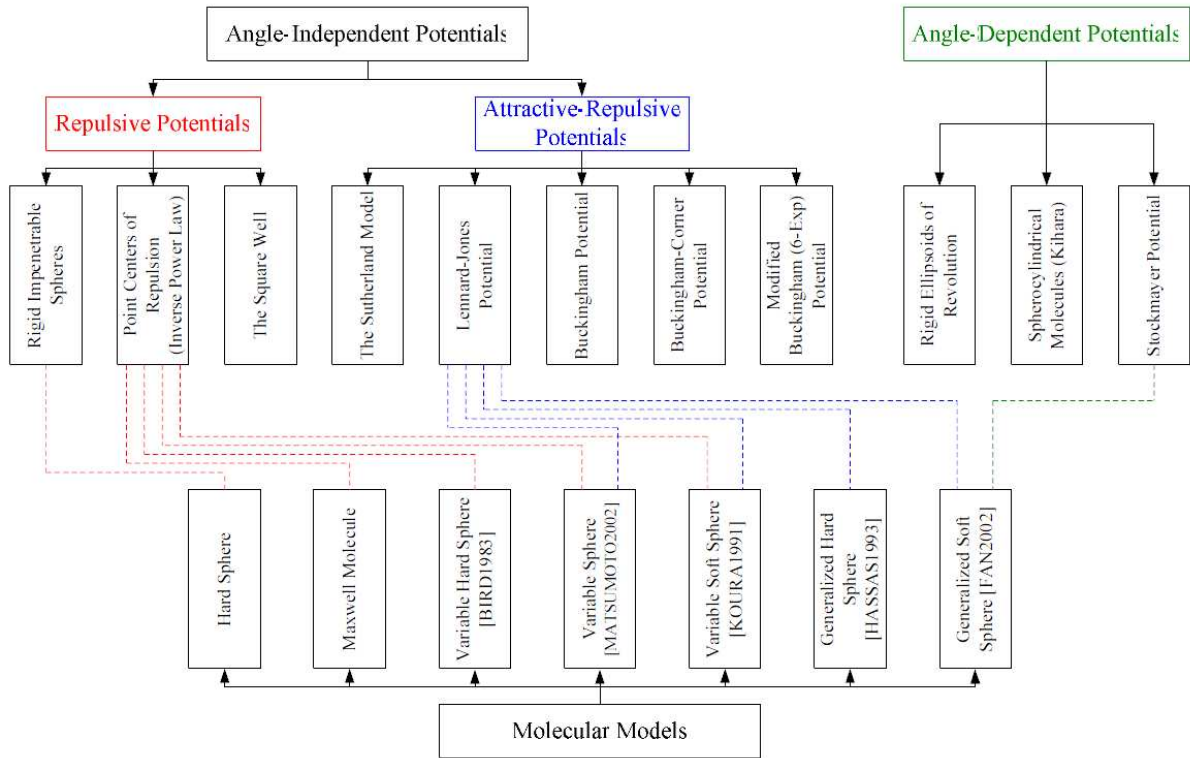 Angle-Independent Potentials
Angle-Dependent Potentials
Repulsive Potentials
Attractive-Repulsive
Potentials
Rigid Impenetrable
Spheres
Point Centers of
Repulsion
(Inverse Power Law)
The Square Well
The Sutherland Model
Lennard-Jones
Potential
Buckingham Potential
Buckingham-Corner
Potential
Modified
Buckingham (6-Exp)
Potential
Rigid Ellipsoids of
Revolution
Spherocylindrical
Molecules (Kihara)
Stockmayer Potential
Hard Sphere
Maxwell Molecule
Variable Hard Sphere
[BIRD1983]
Variable Sphere
[MATSUMOTO2002]
Variable Soft Sphere
[KOURA1991]
Generalized Hard
Sphere
[HASSAS1993]
Generalized Soft
Sphere [FAN2002]
Molecular Models